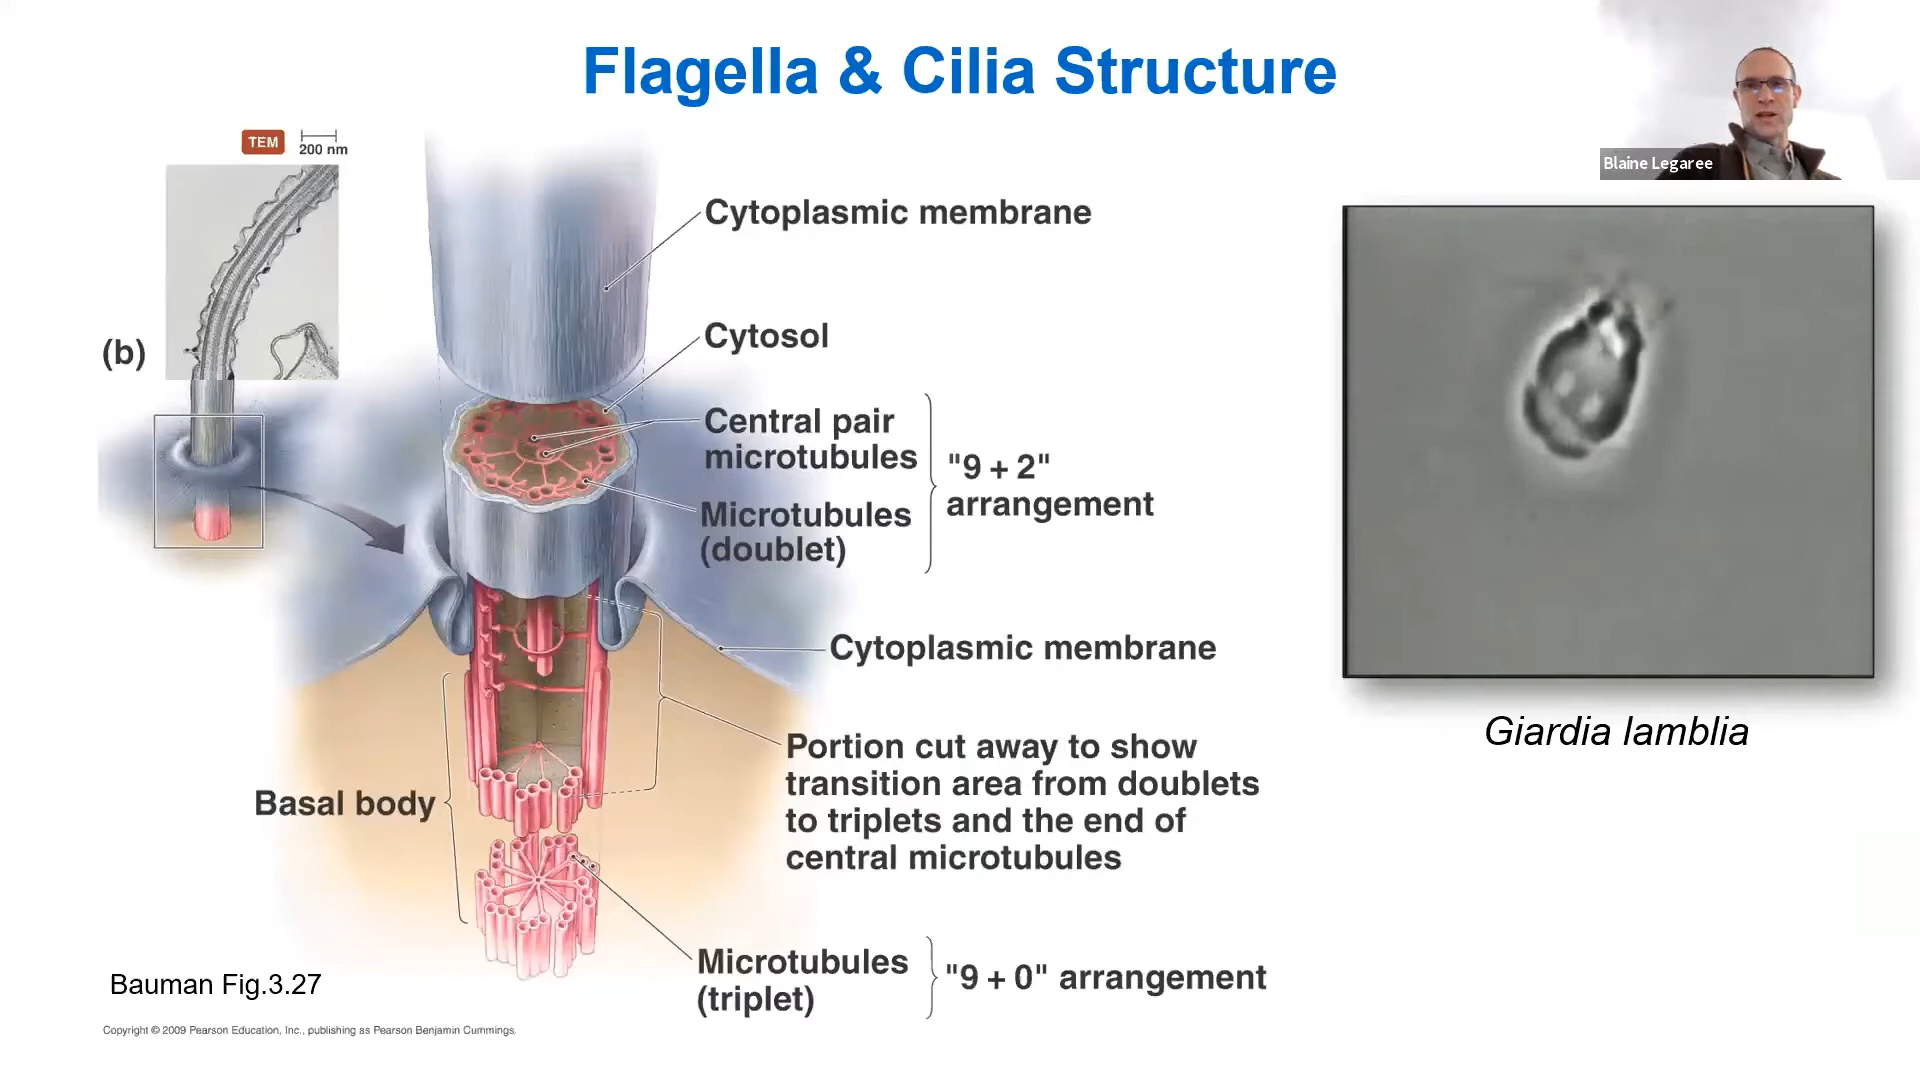 Flagella & Cilia Structure
Blaine Legaree
TEM
200 nm
(b)
Cytoplasmic membrane
Cytosol
Central pair
microtubules
Microtubules
(doublet)
"9 + 2"
arrangement
Cytoplasmic membrane
Portion cut away to show
transition area from doublets
to triplets and the end of
central microtubules
Basal body
Microtubules
(triplet)
"9 + 0" arrangement
Giardia lamblia
Bauman Fig.3.27
Copyright © 2009 Pearson Education, Inc., publishing as Pearson Benjamin Cummings.